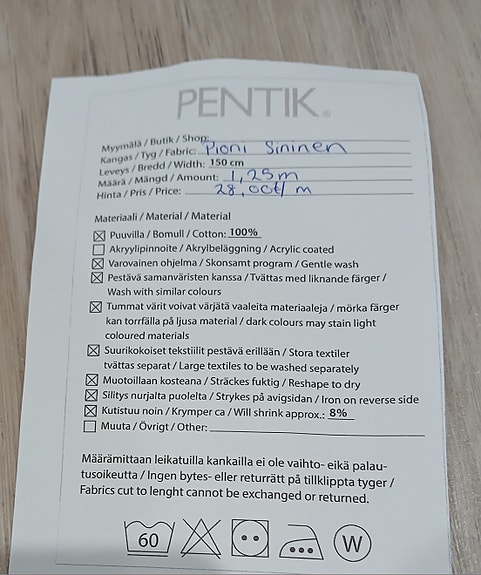 PENTIK®
Myymälä / Butik / Shop:
Kangas / Tyg / Fabric: Pioni Sininen
Leveys / Bredd / Width: 150 cm
Määrä / Mängd / Amount: 1,25m
Hinta / Pris / Price: 28,00€/m
Materiaali / Material / Material
Puuvilla / Bomull / Cotton: 100%
Akryylipinnoite / Akrylbeläggning / Acrylic coated
Varovainen ohjelma / Skonsamt program / Gentle wash
Pestävä samanväristen kanssa / Tvättas med liknande färger /
Wash with similar colours
Tummat värit voivat värjätä vaaleita materiaaleja / mörka färger
kan torrfälla på ljusa material / dark colours may stain light
coloured materials
Suurikokoiset tekstiilit pestävä erillään / Stora textiler
tvättas separat / Large textiles to be washed separately
Muotoillaan kosteana / Sträckes fuktig / Reshape to dry
Silitys nurjalta puolelta / Strykes på avigsidan / Iron on reverse side
Kutistuu noin / Krymper ca / Will shrink approx.: 8%
Muuta / Övrigt / Other:
Määrämittaan leikatuilla kankailla ei ole vaihto- eikä palau-
tusoikeutta / Ingen bytes- eller returrätt på tillklippta tyger /
Fabrics cut to lenght cannot be exchanged or returned.
60 W